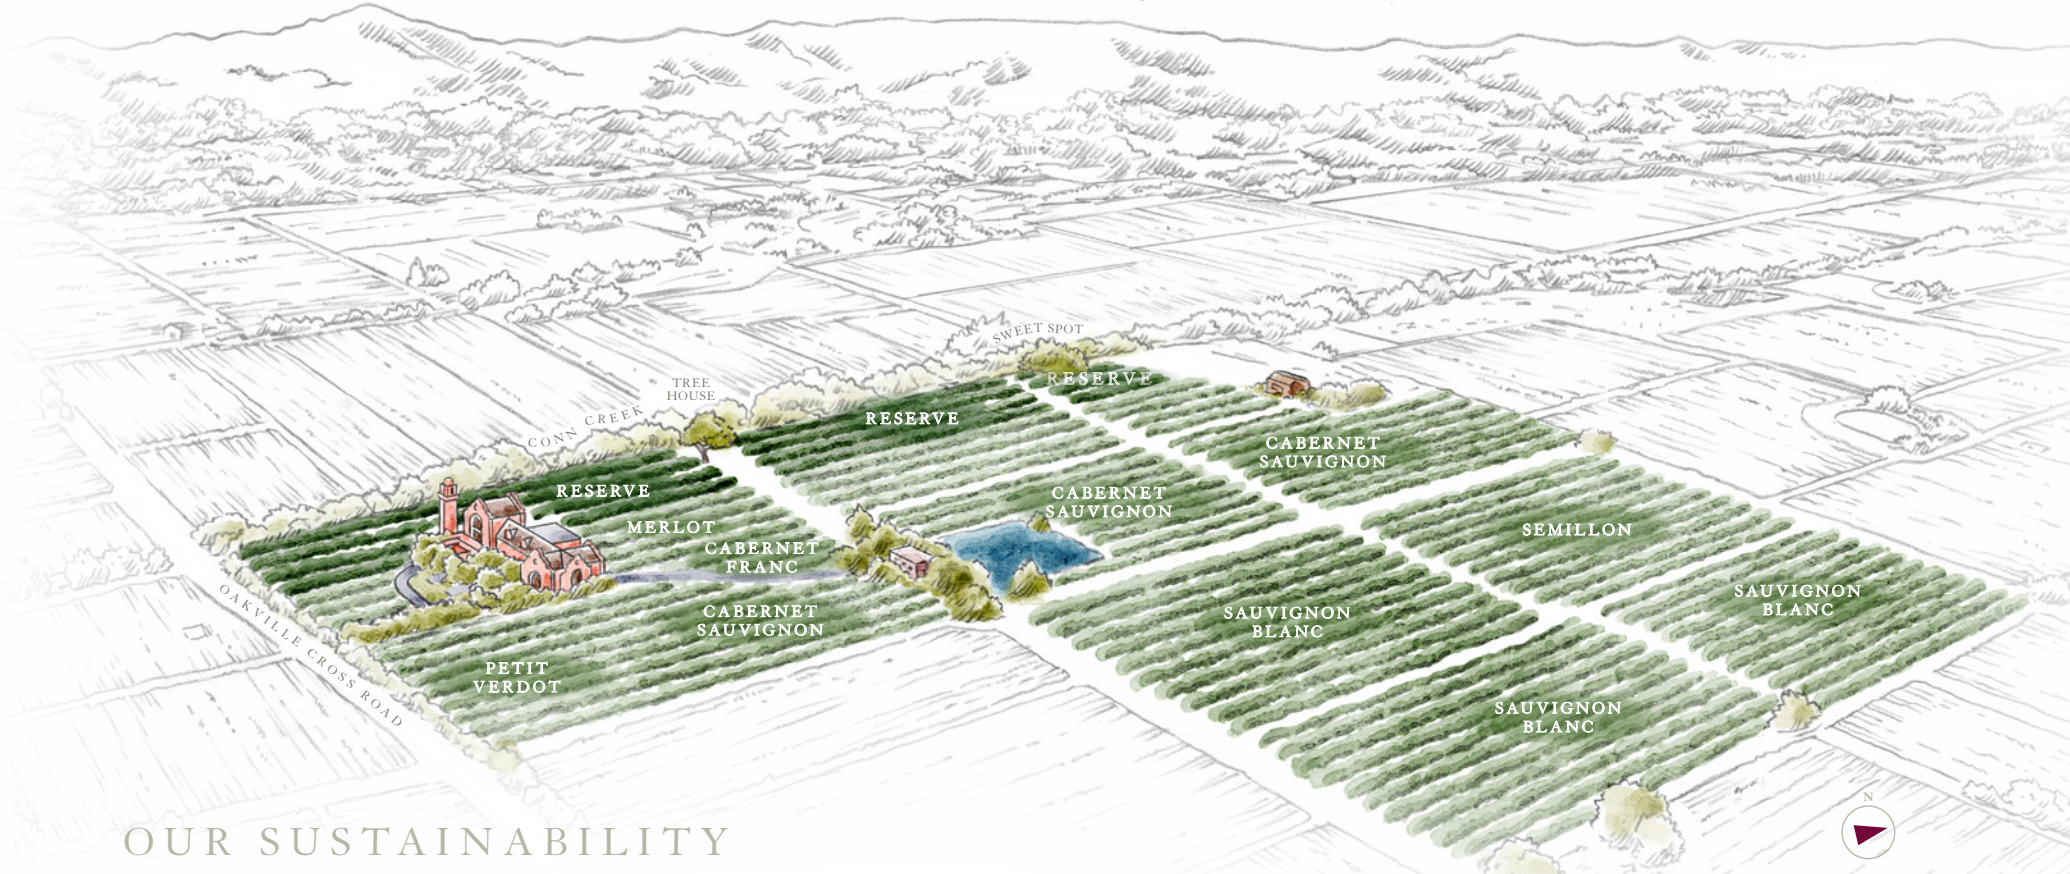 SWEET SPOT
TREE
HOUSE
CONN CREEK
RESERVE
RESERVE
CABERNET
SAUVIGNON
RESERVE
CABERNET
SAUVIGNON
MERLOT
SEMILLON
CABERNET
FRANC
SAUVIGNON
BLANC
CABERNET
SAUVIGNON
SAUVIGNON
BLANC
OAKVILLE CROSS ROAD
PETIT
VERDOT
SAUVIGNON
BLANC
N
OUR SUSTAINABILITY